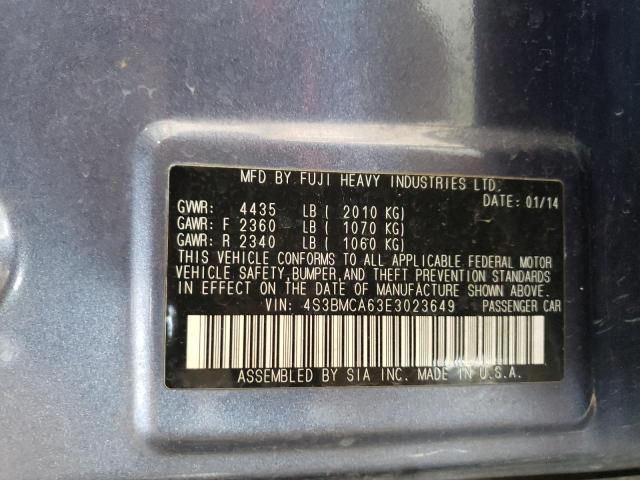 MFD BY FUJI HEAVY INDUSTRIES LTD.
DATE: 01/14
GVWR: 4435 LB ( 2010 KG)
GAWR: F 2360 LB ( 1070 KG)
GAWR: R 2340 LB ( 1060 KG)
THIS VEHICLE CONFORMS TO ALL APPLICABLE FEDERAL MOTOR
VEHICLE SAFETY,BUMPER,AND THEFT PREVENTION STANDARDS
IN EFFECT ON THE DATE OF MANUFACTURE SHOWN ABOVE.
VIN: 4S3BMCA63E3023649 PASSENGER CAR
ASSEMBLED BY SIA INC. MADE IN U.S.A.